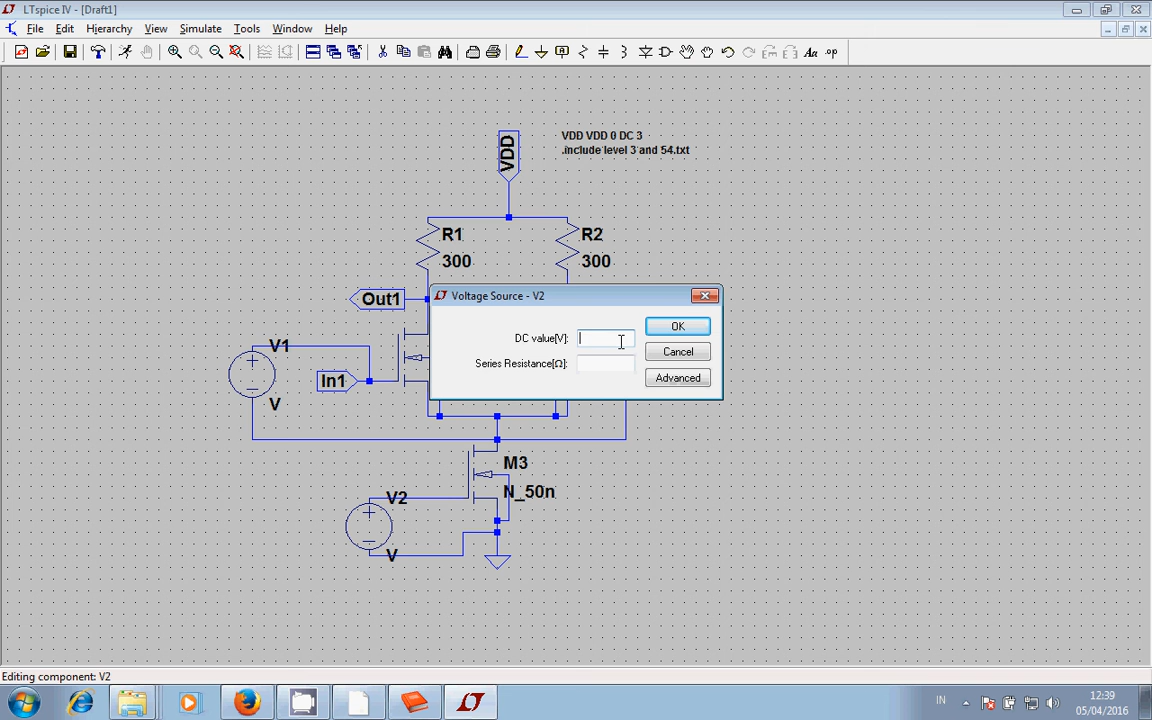 LTspice IV - [Draft1]
File Edit Hierarchy View Simulate Tools Window Help
Aa .op
VDD
VDD VDD 0 DC 3
.include level 3 and 54.txt
R1
300
R2
300
Out1
Voltage Source - V2
DC value[V]:
OK
Series Resistance[Ω]:
Cancel
Advanced
V1
In1
V
M3
N_50n
V2
V
Editing component: V2
IN
12:39
05/04/2016